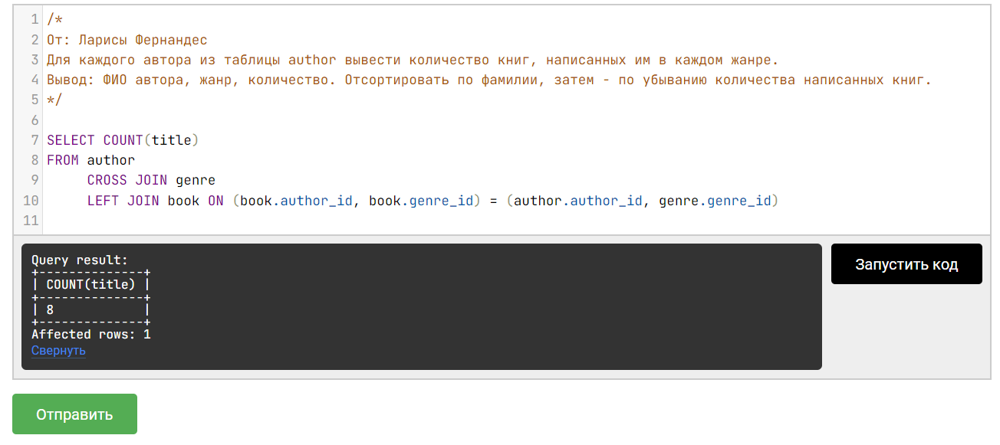 1 /*
2 От: Ларисы Фернандес
3 Для каждого автора из таблицы author вывести количество книг, написанных им в каждом жанре.
4 Вывод: ФИО автора, жанр, количество. Отсортировать по фамилии, затем - по убыванию количества написанных книг.
5 */
6
7 SELECT COUNT(title)
8 FROM author
9 CROSS JOIN genre
10 LEFT JOIN book ON (book.author_id, book.genre_id) = (author.author_id, genre.genre_id)
11
Query result:
+--------------+
| COUNT(title) |
+--------------+
| 8            |
+--------------+
Affected rows: 1
Свернуть
Запустить код
Отправить